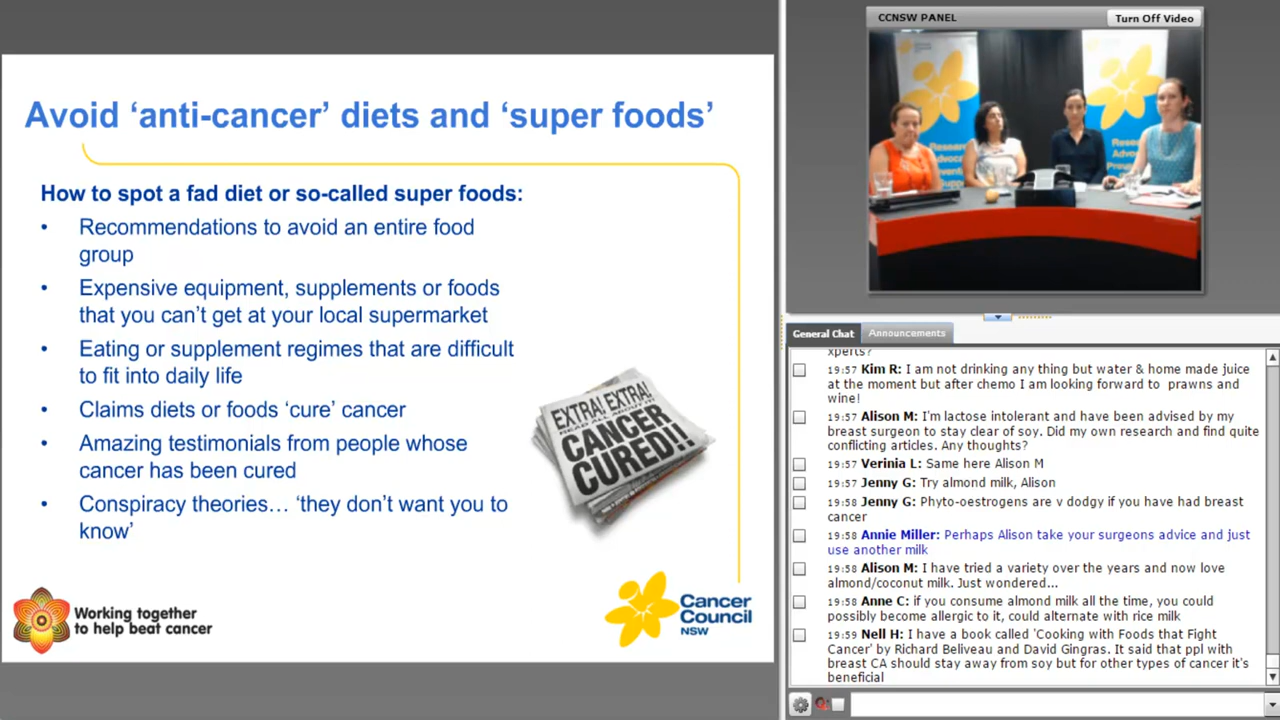 Avoid ‘anti-cancer’ diets and ‘super foods’
How to spot a fad diet or so-called super foods:
• Recommendations to avoid an entire food
group
• Expensive equipment, supplements or foods
that you can’t get at your local supermarket
• Eating or supplement regimes that are difficult
to fit into daily life
• Claims diets or foods ‘cure’ cancer
• Amazing testimonials from people whose
cancer has been cured
• Conspiracy theories… ‘they don’t want you to
know’
EXTRA! EXTRA!
READ ALL ABOUT IT
CANCER
CURED!!
Working together
to help beat cancer
Cancer
Council
NSW
CCNSW PANEL
Turn Off Video
General Chat
Announcements
xperts?
19:57 Kim R: I am not drinking any thing but water & home made juice
at the moment but after chemo I am looking forward to prawns and
wine!
19:57 Alison M: I'm lactose intolerant and have been advised by my
breast surgeon to stay clear of soy. Did my own research and find quite
conflicting articles. Any thoughts?
19:57 Verinia L: Same here Alison M
19:57 Jenny G: Try almond milk, Alison
19:58 Jenny G: Phyto-oestrogens are v dodgy if you have had breast
cancer
19:58 Annie Miller: Perhaps Alison take your surgeons advice and just
use another milk
19:58 Alison M: I have tried a variety over the years and now love
almond/coconut milk. Just wondered...
19:58 Anne C: if you consume almond milk all the time, you could
possibly become allergic to it, could alternate with rice milk
19:59 Nell H: I have a book called 'Cooking with Foods that Fight
Cancer' by Richard Beliveau and David Gingras. It said that ppl with
breast CA should stay away from soy but for other types of cancer it's
beneficial